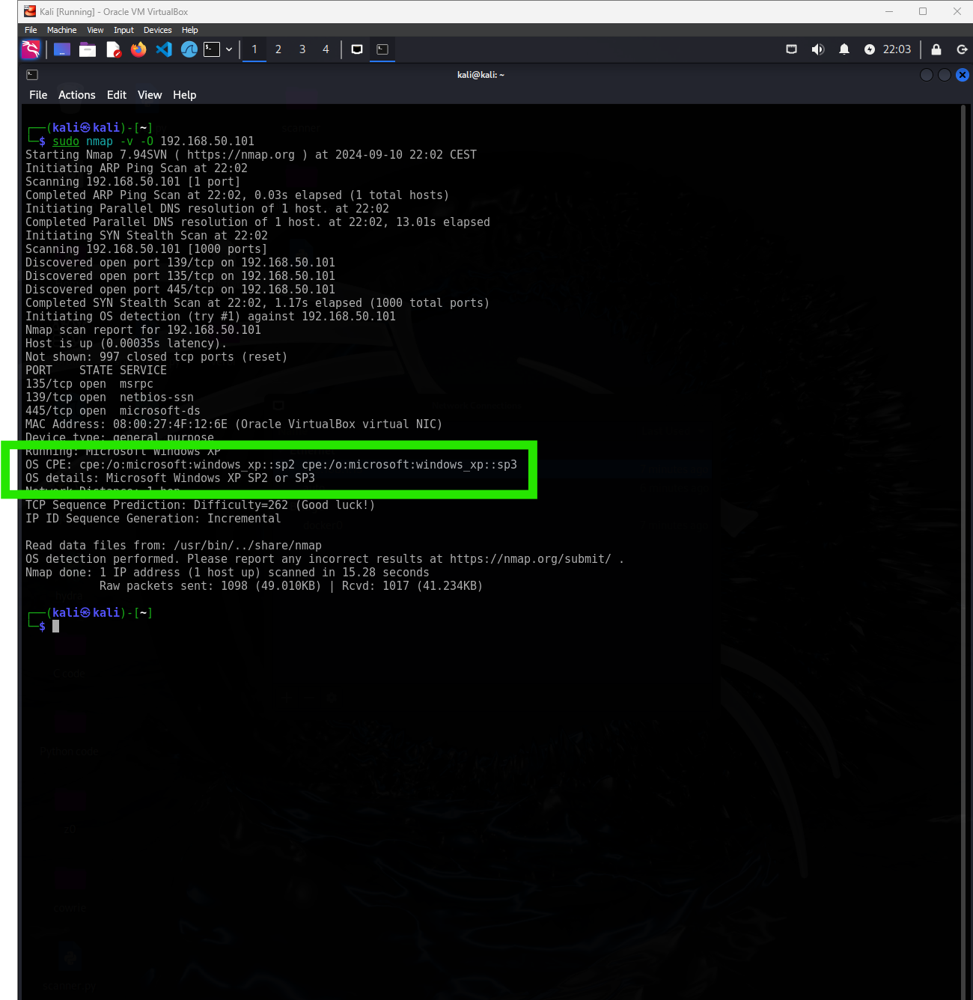 Kali [Running] - Oracle VM VirtualBox
File Machine View Input Devices Help
1 2 3 4 22:03
kali@kali: ~
File Actions Edit View Help
┌──(kali㉿kali)-[~]
└─$ sudo nmap -v -O 192.168.50.101
Starting Nmap 7.94SVN ( https://nmap.org ) at 2024-09-10 22:02 CEST
Initiating ARP Ping Scan at 22:02
Scanning 192.168.50.101 [1 port]
Completed ARP Ping Scan at 22:02, 0.03s elapsed (1 total hosts)
Initiating Parallel DNS resolution of 1 host. at 22:02
Completed Parallel DNS resolution of 1 host. at 22:02, 13.01s elapsed
Initiating SYN Stealth Scan at 22:02
Scanning 192.168.50.101 [1000 ports]
Discovered open port 139/tcp on 192.168.50.101
Discovered open port 135/tcp on 192.168.50.101
Discovered open port 445/tcp on 192.168.50.101
Completed SYN Stealth Scan at 22:02, 1.17s elapsed (1000 total ports)
Initiating OS detection (try #1) against 192.168.50.101
Nmap scan report for 192.168.50.101
Host is up (0.00035s latency).
Not shown: 997 closed tcp ports (reset)
PORT    STATE SERVICE
135/tcp open  msrpc
139/tcp open  netbios-ssn
445/tcp open  microsoft-ds
MAC Address: 08:00:27:4F:12:6E (Oracle VirtualBox virtual NIC)
Device type: general purpose
Running: Microsoft Windows XP
OS CPE: cpe:/o:microsoft:windows_xp::sp2 cpe:/o:microsoft:windows_xp::sp3
OS details: Microsoft Windows XP SP2 or SP3
Network Distance: 1 hop
TCP Sequence Prediction: Difficulty=262 (Good luck!)
IP ID Sequence Generation: Incremental
Read data files from: /usr/bin/../share/nmap
OS detection performed. Please report any incorrect results at https://nmap.org/submit/ .
Nmap done: 1 IP address (1 host up) scanned in 15.28 seconds
Raw packets sent: 1098 (49.010KB) | Rcvd: 1017 (41.234KB)
hydra
┌──(kali㉿kali)-[~]
└─$
C code
Python code
scanner.py